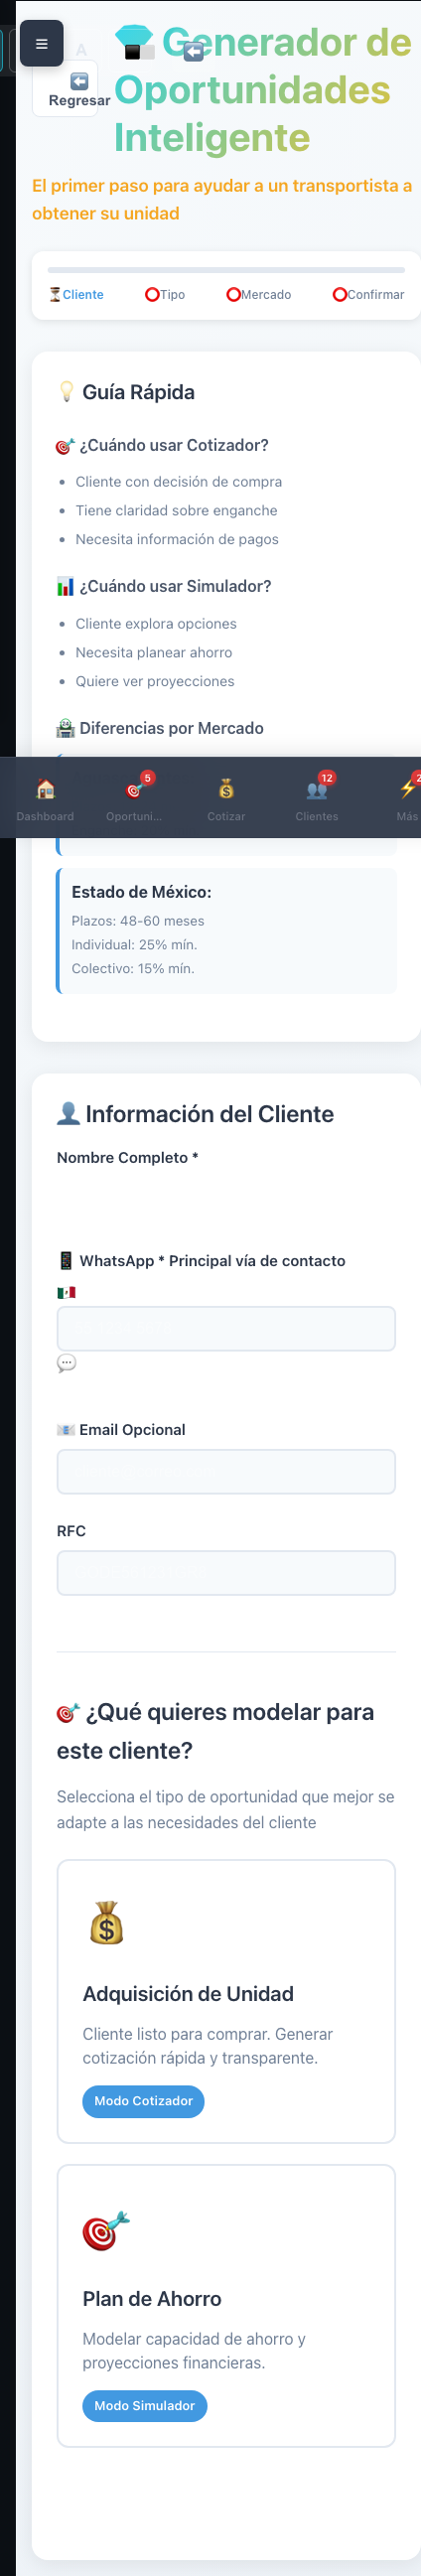 Generador de
Oportunidades
Inteligente
Regresar
El primer paso para ayudar a un transportista a
obtener su unidad
Cliente
Tipo
Mercado
Confirmar
Guía Rápida
¿Cuándo usar Cotizador?
• Cliente con decisión de compra
• Tiene claridad sobre enganche
• Necesita información de pagos
¿Cuándo usar Simulador?
• Cliente explora opciones
• Necesita planear ahorro
• Quiere ver proyecciones
Diferencias por Mercado
5
12
Dashboard
Oportuni...
Cotizar
Clientes
Más
Estado de México:
Plazos: 48-60 meses
Individual: 25% mín.
Colectivo: 15% mín.
Información del Cliente
Nombre Completo *
WhatsApp * Principal vía de contacto
Email Opcional
RFC
¿Qué quieres modelar para
este cliente?
Selecciona el tipo de oportunidad que mejor se
adapte a las necesidades del cliente
Adquisición de Unidad
Cliente listo para comprar. Generar
cotización rápida y transparente.
Modo Cotizador
Plan de Ahorro
Modelar capacidad de ahorro y
proyecciones financieras.
Modo Simulador